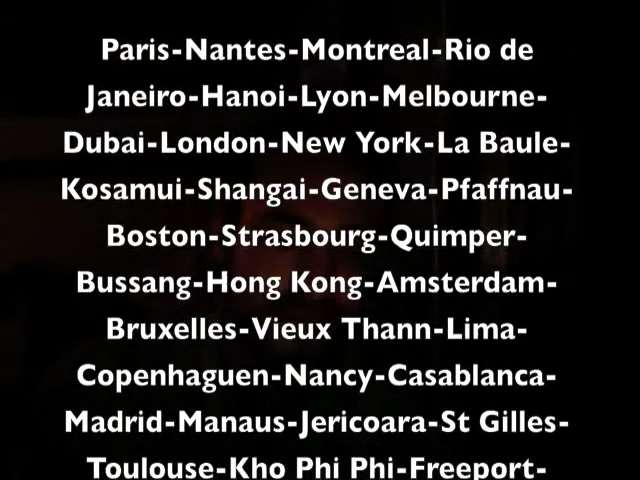 Paris-Nantes-Montreal-Rio de
Janeiro-Hanoi-Lyon-Melbourne-
Dubai-London-New York-La Baule-
Kosamui-Shangai-Geneva-Pfaffnau-
Boston-Strasbourg-Quimper-
Bussang-Hong Kong-Amsterdam-
Bruxelles-Vieux Thann-Lima-
Copenhaguen-Nancy-Casablanca-
Madrid-Manaus-Jericoara-St Gilles-
Toulouse-Kho Phi Phi-Freeport-